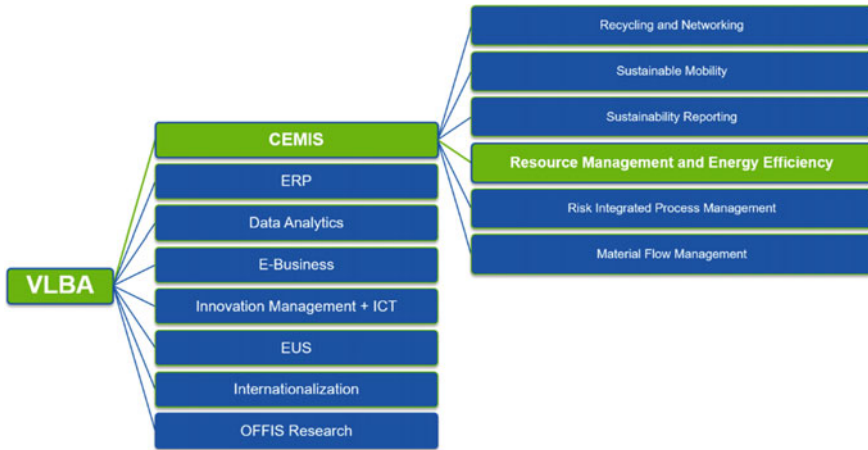 VLBA
CEMIS
ERP
Data Analytics
E-Business
Innovation Management + ICT
EUS
Internationalization
OFFIS Research
Recycling and Networking
Sustainable Mobility
Sustainability Reporting
Resource Management and Energy Efficiency
Risk Integrated Process Management
Material Flow Management